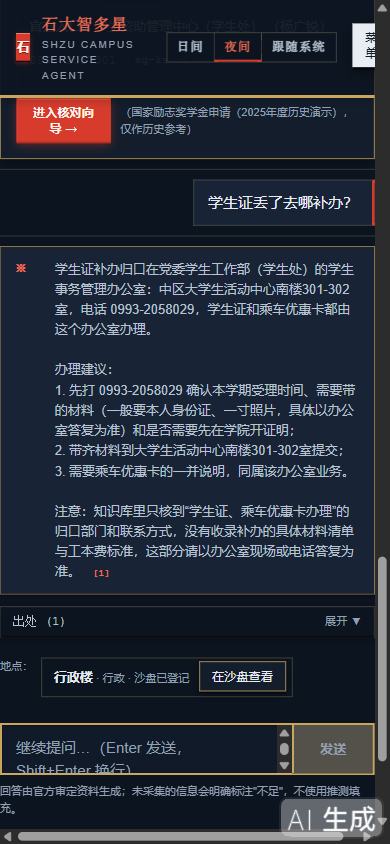 石大智多星
SHZU CAMPUS
SERVICE
AGENT
石
日间
夜间
跟随系统
菜
单
进入核对向
导 →
（国家励志奖学金申请（2025年度历史演示），
仅作历史参考）
学生证丢了去哪补办？
※
学生证补办归口在党委学生工作部（学生处）的学生
事务管理办公室：中区大学生活动中心南楼301-302
室，电话 0993-2058029，学生证和乘车优惠卡都由
这个办公室办理。
办理建议：
1. 先打 0993-2058029 确认本学期受理时间、需要带
的材料（一般要本人身份证、一寸照片，具体以办公
室答复为准）和是否需要先在学院开证明；
2. 带齐材料到大学生活动中心南楼301-302室提交；
3. 需要乘车优惠卡的一并说明，同属该办公室业务。
注意：知识库里只核到“学生证、乘车优惠卡办理”的
归口部门和联系方式，没有收录补办的具体材料清单
与工本费标准，这部分请以办公室现场或电话答复为
准。 [1]
出处 （1）
展开 ▼
地点：
行政楼 · 行政 · 沙盘已登记
在沙盘查看
继续提问…（Enter 发送，
Shift+Enter 换行）
发送
回答由官方审定资料生成；未采集的信息会明确标注“不足”，不使用推测填
充。
AI 生成